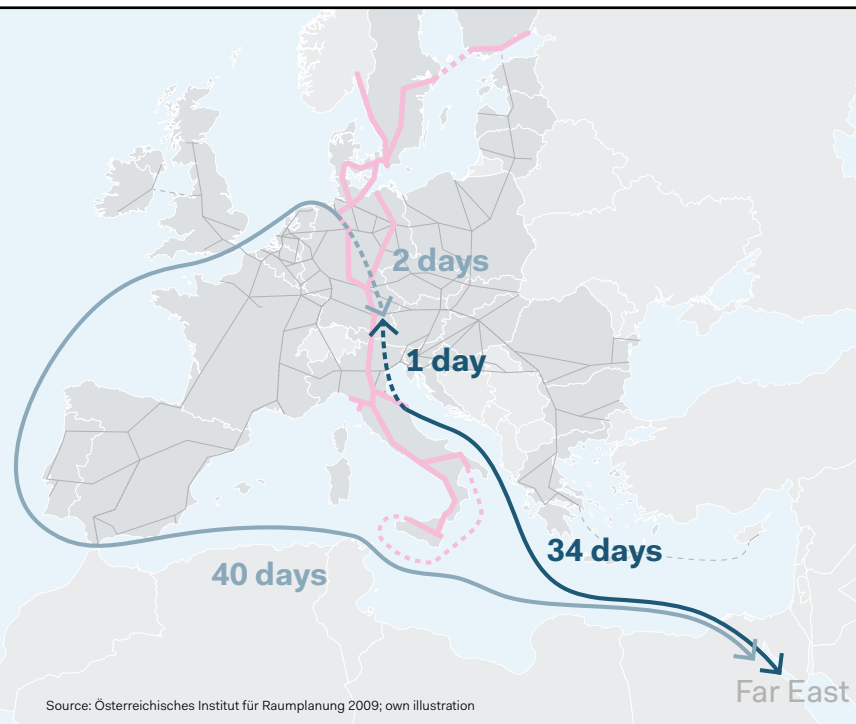 2 days
1 day
34 days
40 days
Far East
Source: Österreichisches Institut für Raumplanung 2009; own illustration